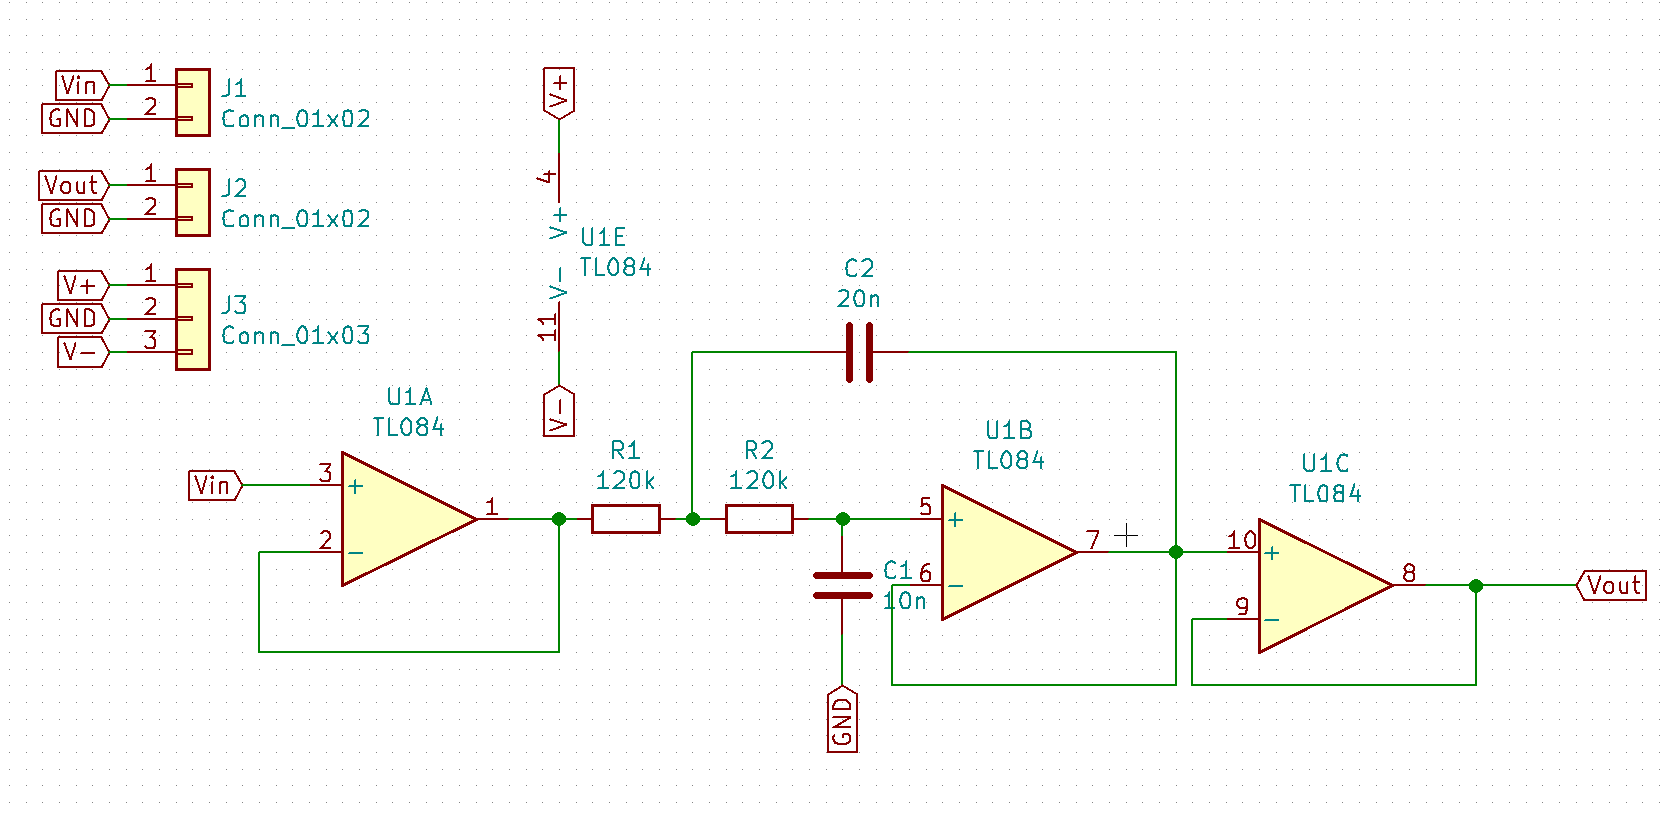 Vin
1
GND
2
J1
Conn_01x02
Vout
1
GND
2
J2
Conn_01x02
V+
1
GND
2
V-
3
J3
Conn_01x03
V+
4
V+
V-
U1E
TL084
11
V-
C2
20n
U1A
TL084
Vin
3
+
2
-
1
R1
120k
R2
120k
C1
10n
GND
U1B
TL084
5
+
6
-
7
U1C
TL084
10
+
9
-
8
Vout